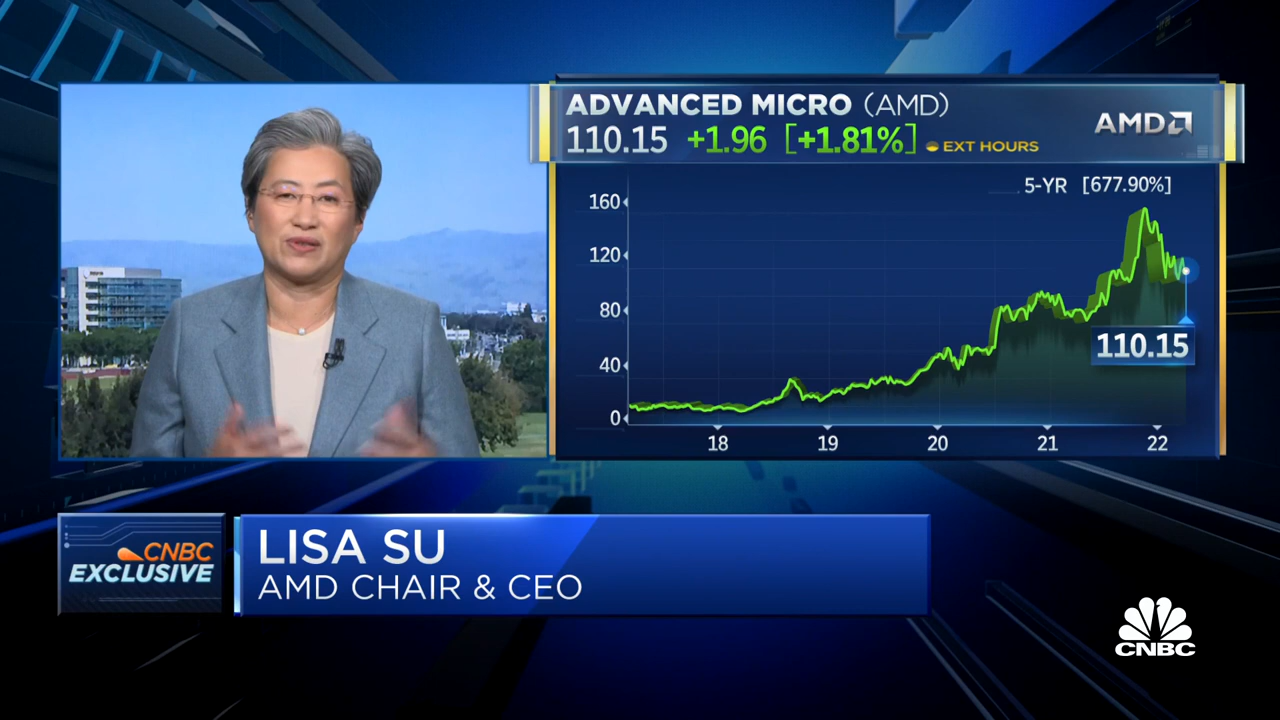 ADVANCED MICRO (AMD)
110.15 +1.96 [+1.81%] EXT HOURS
AMD
5-YR [677.90%]
160
120
80
40
0
110.15
18 19 20 21 22
CNBC
EXCLUSIVE
LISA SU
AMD CHAIR & CEO
CNBC